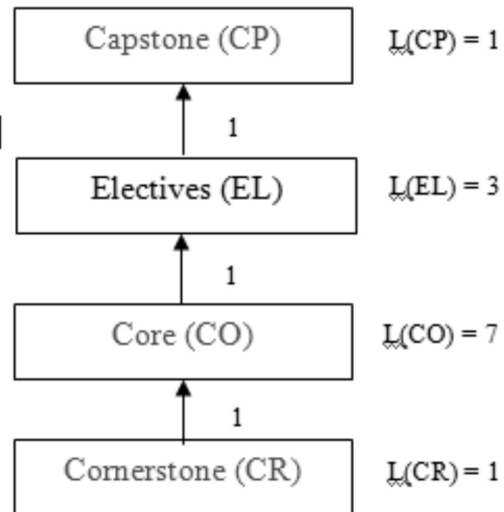 Capstone (CP) L(CP) = 1
1
Electives (EL) L(EL) = 3
1
Core (CO) L(CO) = 7
1
Cornerstone (CR) L(CR) = 1